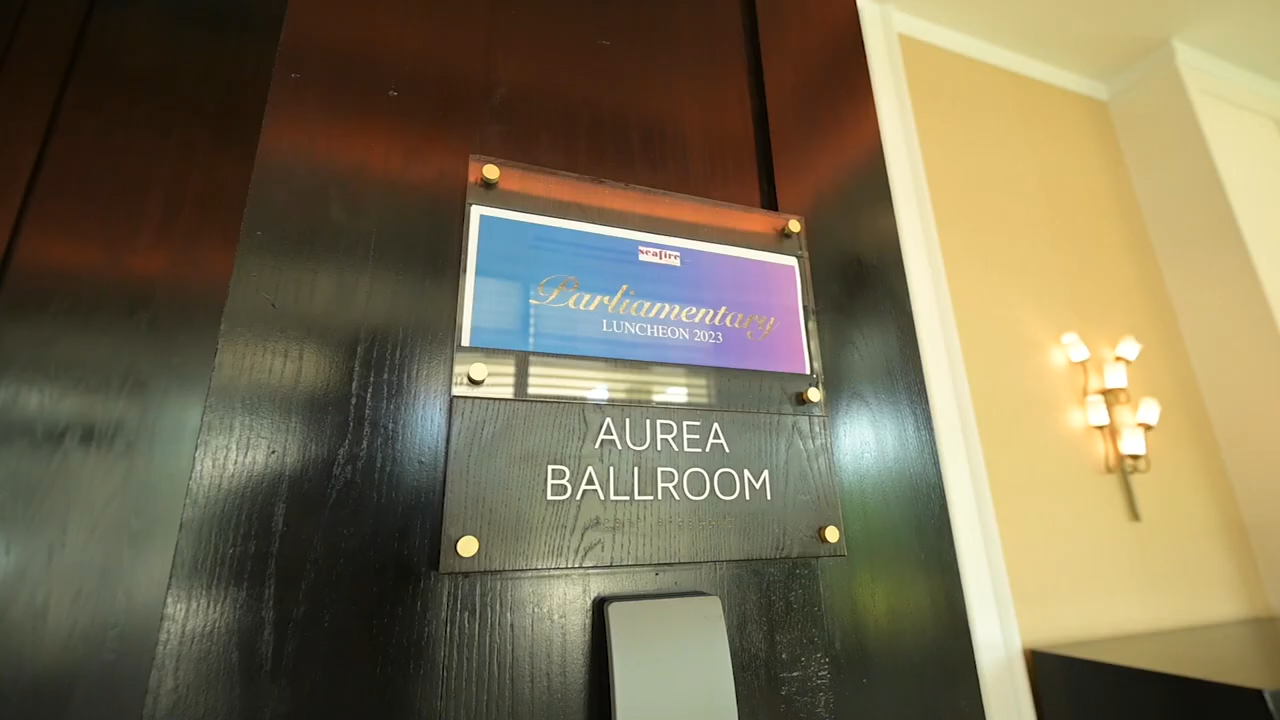 seafire
Parliamentary
LUNCHEON 2023
AUREA
BALLROOM